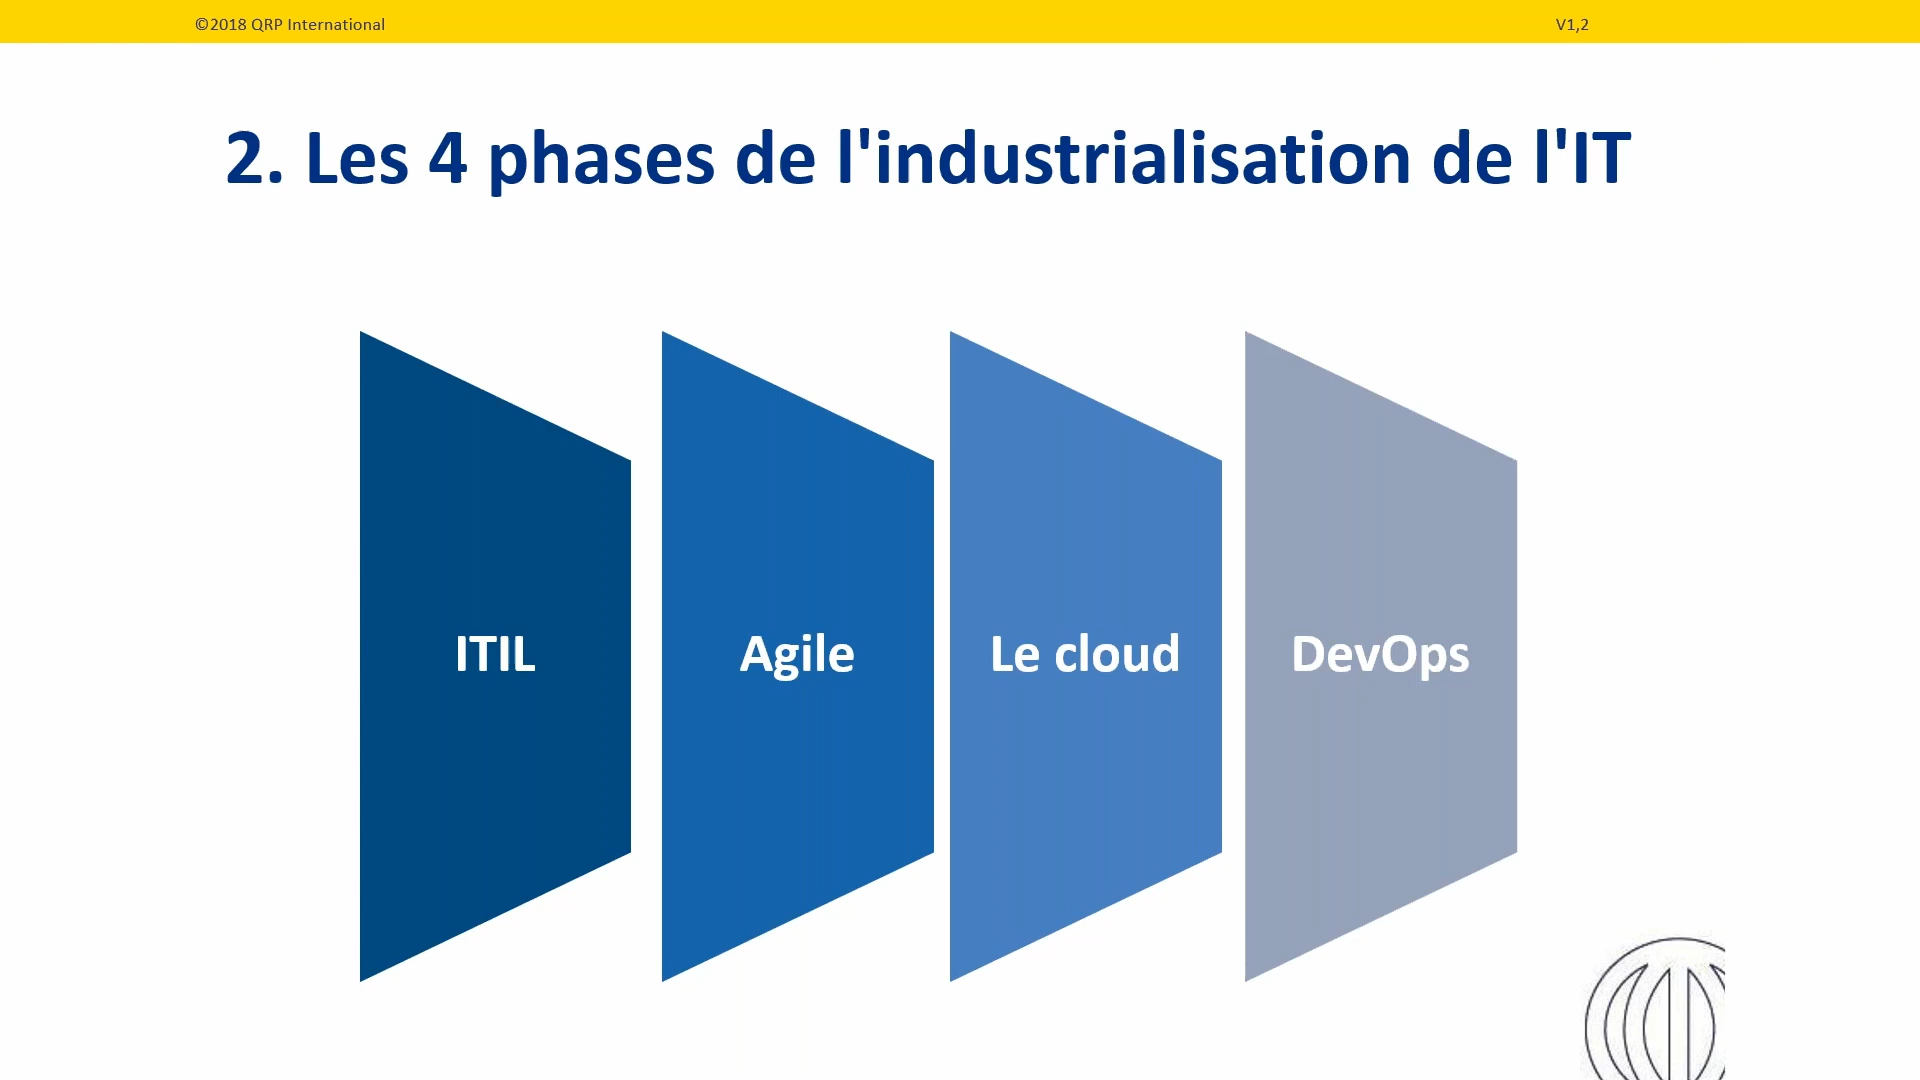 ©2018 QRP International
V1,2
2. Les 4 phases de l'industrialisation de l'IT
ITIL
Agile
Le cloud
DevOps